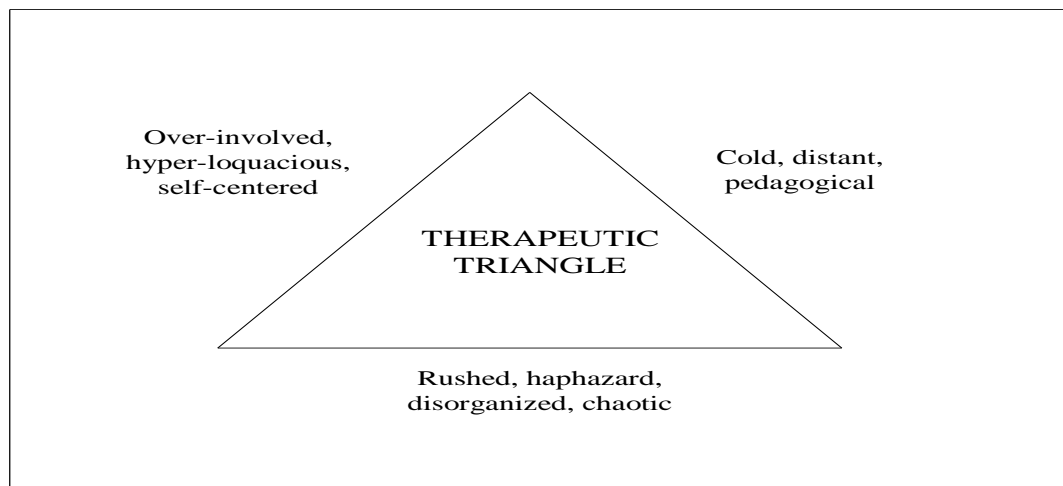 Over-involved,
hyper-loquacious,
self-centered
Cold, distant,
pedagogical
THERAPEUTIC
TRIANGLE
Rushed, haphazard,
disorganized, chaotic